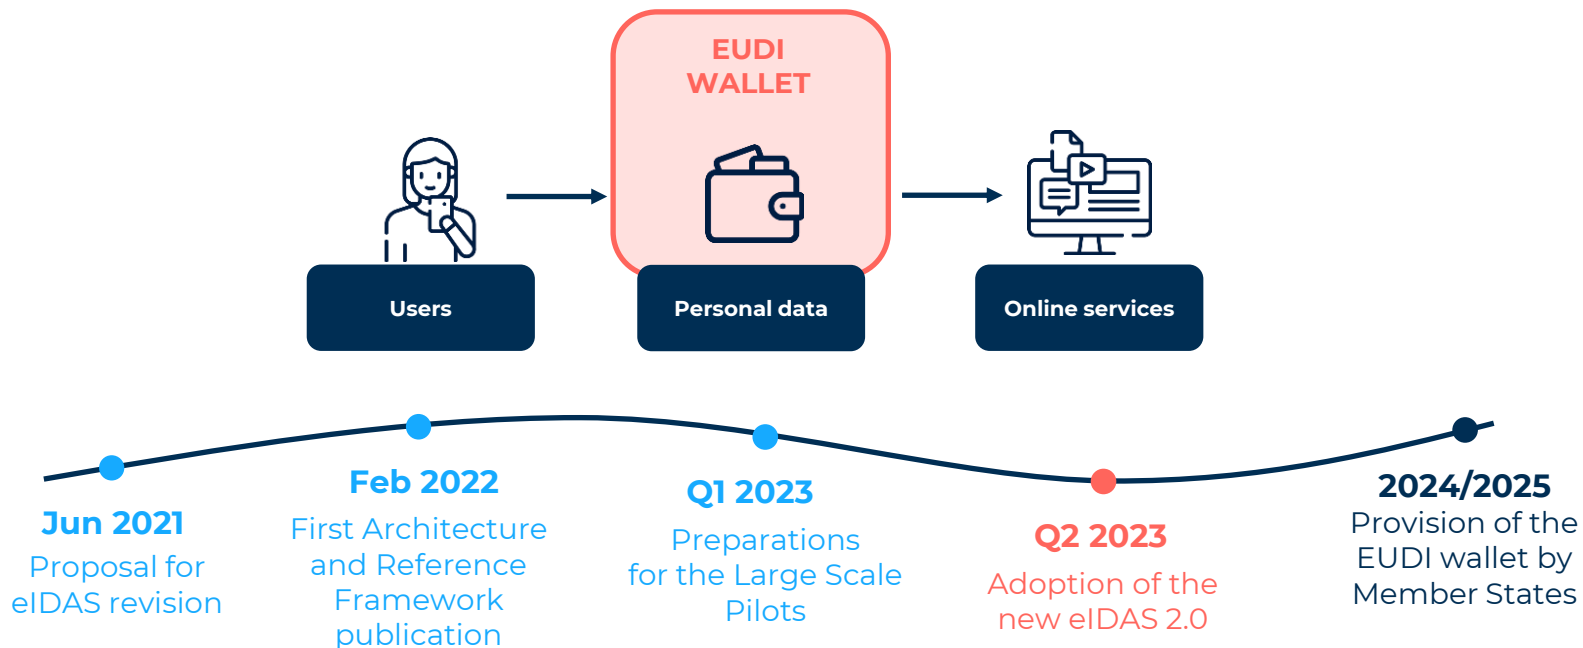 EUDI
WALLET
Users
Personal data
Online services
Jun 2021
Proposal for
eIDAS revision
Feb 2022
First Architecture
and Reference
Framework
publication
Q1 2023
Preparations
for the Large Scale
Pilots
Q2 2023
Adoption of the
new eIDAS 2.0
2024/2025
Provision of the
EUDI wallet by
Member States